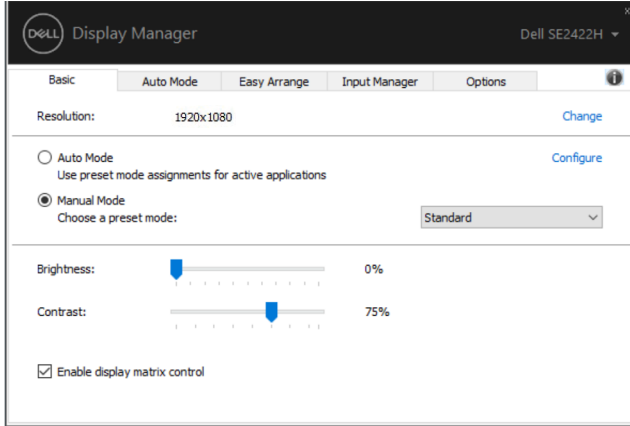 DELL Display Manager
Dell SE2422H
Basic Auto Mode Easy Arrange Input Manager Options
Resolution: 1920x1080 Change
Auto Mode Configure
Use preset mode assignments for active applications
Manual Mode
Choose a preset mode: Standard
Brightness: 0%
Contrast: 75%
Enable display matrix control